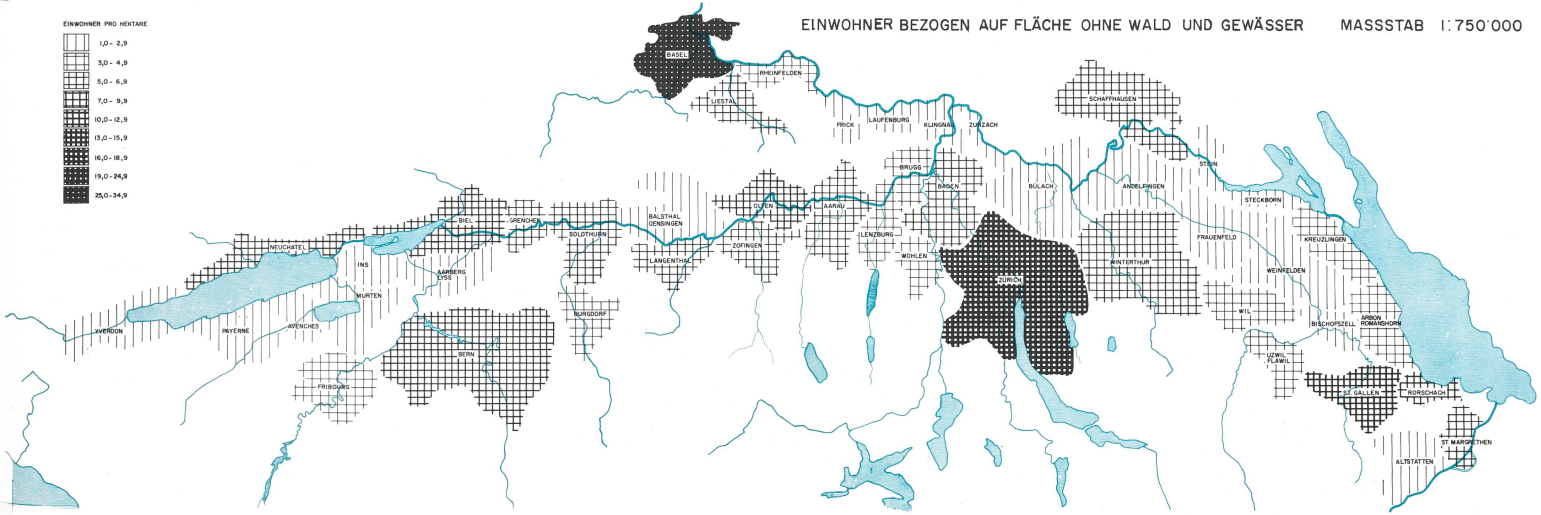 EINWOHNER BEZOGEN AUF FLÄCHE OHNE WALD UND GEWÄSSER MASSSTAB 1:750'000
EINWOHNER PRO HEKTARE
1,0 - 2,9
3,0 - 4,9
5,0 - 6,9
7,0 - 9,9
10,0 - 12,9
13,0 - 15,9
16,0 - 18,9
19,0 - 24,9
25,0 - 34,9
BASEL
RHEINFELDEN
LIESTAL
FRICK
LAUFENBURG
KLINGNAU
ZURZACH
SCHAFFHAUSEN
STEIN
STECKBORN
BRUGG
BADEN
BÜLACH
ANDELFINGEN
BIEL
GRENCHEN
SOLOTHURN
BALSTHAL
OENSINGEN
OLTEN
AARAU
LENZBURG
ZOFINGEN
LANGENTHAL
WOHLEN
NEUCHATEL
INS
AARBERG
LYSS
MURTEN
ZÜRICH
WINTERTHUR
FRAUENFELD
KREUZLINGEN
WEINFELDEN
WIL
BISCHOFSZELL
ARBON
ROMANSHORN
YVERDON
PAYERNE
AVENCHES
BURGDORF
BERN
FRIBOURG
UZWIL
FLAWIL
ST. GALLEN
RORSCHACH
ST. MARGRETHEN
ALTSTÄTTEN